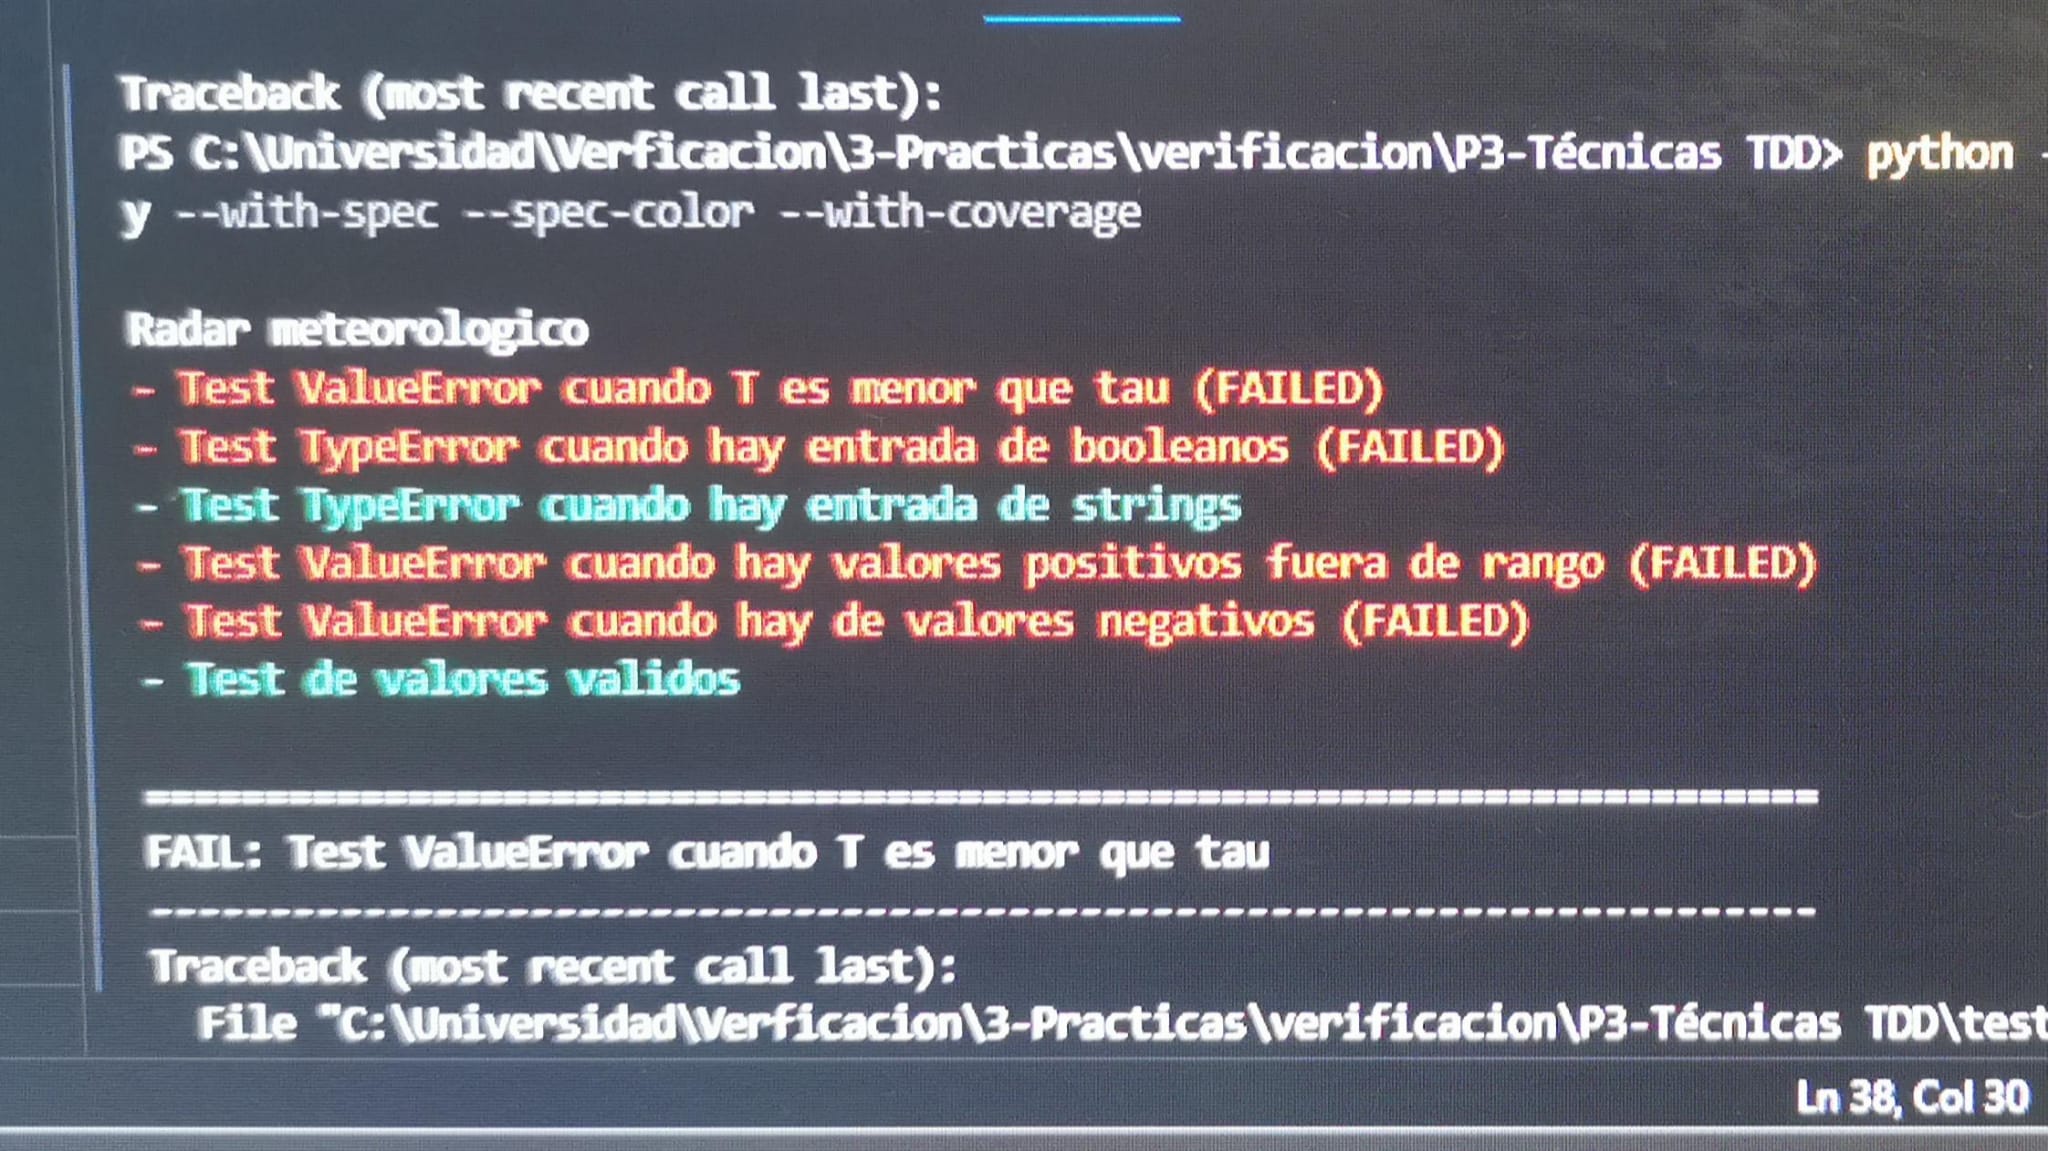 Traceback (most recent call last):
PS C:\Universidad\Verficacion\3-Practicas\verificacion\P3-Técnicas TDD> python -
y --with-spec --spec-color --with-coverage
Radar meteorologico
- Test ValueError cuando T es menor que tau (FAILED)
- Test TypeError cuando hay entrada de booleanos (FAILED)
- Test TypeError cuando hay entrada de strings
- Test ValueError cuando hay valores positivos fuera de rango (FAILED)
- Test ValueError cuando hay de valores negativos (FAILED)
- Test de valores validos
======================================================================
FAIL: Test ValueError cuando T es menor que tau
----------------------------------------------------------------------
Traceback (most recent call last):
File "C:\Universidad\Verficacion\3-Practicas\verificacion\P3-Técnicas TDD\test
Ln 38, Col 30